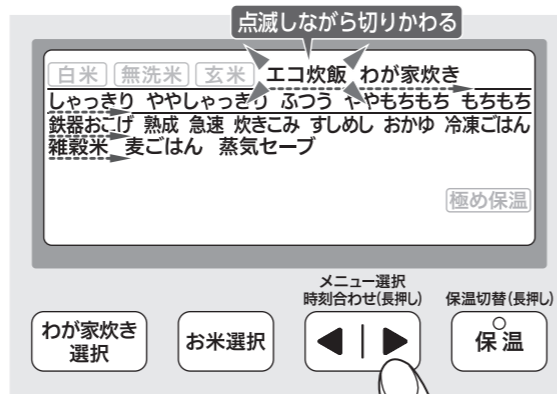 点滅しながら切りかわる
白米 無洗米 玄米 エコ炊飯 わが家炊き
しゃっきり ややしゃっきり ふつう ややもちもち もちもち
鉄器おこげ 熟成 急速 炊きこみ すしめし おかゆ 冷凍ごはん
雑穀米 麦ごはん 蒸気セーブ
極め保温
メニュー選択
時刻合わせ(長押し) 保温切替(長押し)
わが家炊き
選択
お米選択
保温